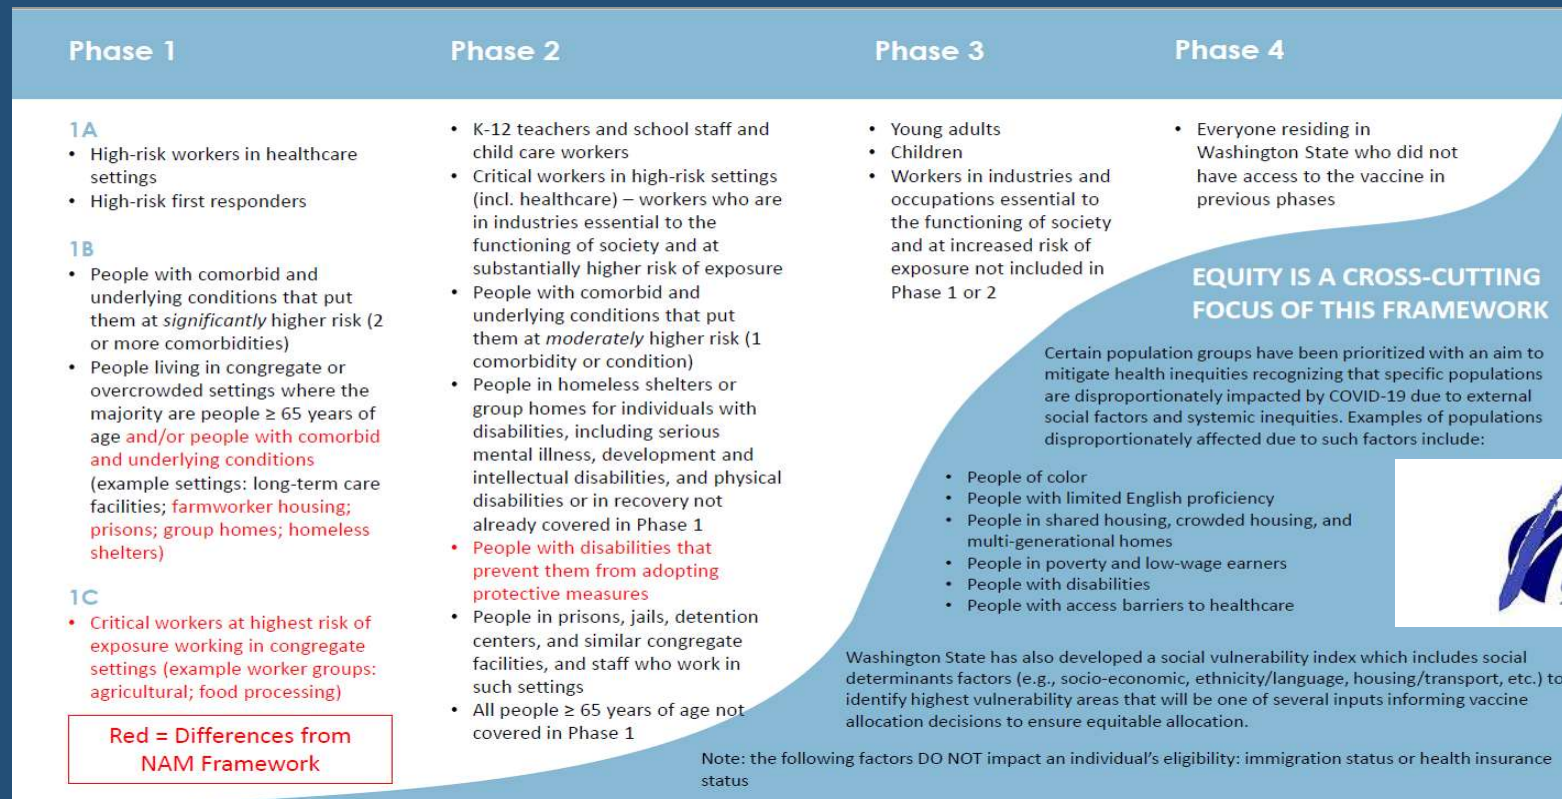 Phase 1
1A
• High-risk workers in healthcare
settings
• High-risk first responders
1B
• People with comorbid and
underlying conditions that put
them at significantly higher risk (2
or more comorbidities)
• People living in congregate or
overcrowded settings where the
majority are people ≥ 65 years of
age and/or people with comorbid
and underlying conditions
(example settings: long-term care
facilities; farmworker housing;
prisons; group homes; homeless
shelters)
1C
• Critical workers at highest risk of
exposure working in congregate
settings (example worker groups:
agricultural; food processing)
Red = Differences from
NAM Framework
Phase 2
• K-12 teachers and school staff and
child care workers
• Critical workers in high-risk settings
(incl. healthcare) – workers who are
in industries essential to the
functioning of society and at
substantially higher risk of exposure
• People with comorbid and
underlying conditions that put
them at moderately higher risk (1
comorbidity or condition)
• People in homeless shelters or
group homes for individuals with
disabilities, including serious
mental illness, development and
intellectual disabilities, and physical
disabilities or in recovery not
already covered in Phase 1
• People with disabilities that
prevent them from adopting
protective measures
• People in prisons, jails, detention
centers, and similar congregate
facilities, and staff who work in
such settings
• All people ≥ 65 years of age not
covered in Phase 1
Phase 3
• Young adults
• Children
• Workers in industries and
occupations essential to
the functioning of society
and at increased risk of
exposure not included in
Phase 1 or 2
Phase 4
• Everyone residing in
Washington State who did not
have access to the vaccine in
previous phases
EQUITY IS A CROSS-CUTTING
FOCUS OF THIS FRAMEWORK
Certain population groups have been prioritized with an aim to
mitigate health inequities recognizing that specific populations
are disproportionately impacted by COVID-19 due to external
social factors and systemic inequities. Examples of populations
disproportionately affected due to such factors include:
• People of color
• People with limited English proficiency
• People in shared housing, crowded housing, and
multi-generational homes
• People in poverty and low-wage earners
• People with disabilities
• People with access barriers to healthcare
Washington State has also developed a social vulnerability index which includes social
determinants factors (e.g., socio-economic, ethnicity/language, housing/transport, etc.) to
identify highest vulnerability areas that will be one of several inputs informing vaccine
allocation decisions to ensure equitable allocation.
Note: the following factors DO NOT impact an individual's eligibility: immigration status or health insurance
status